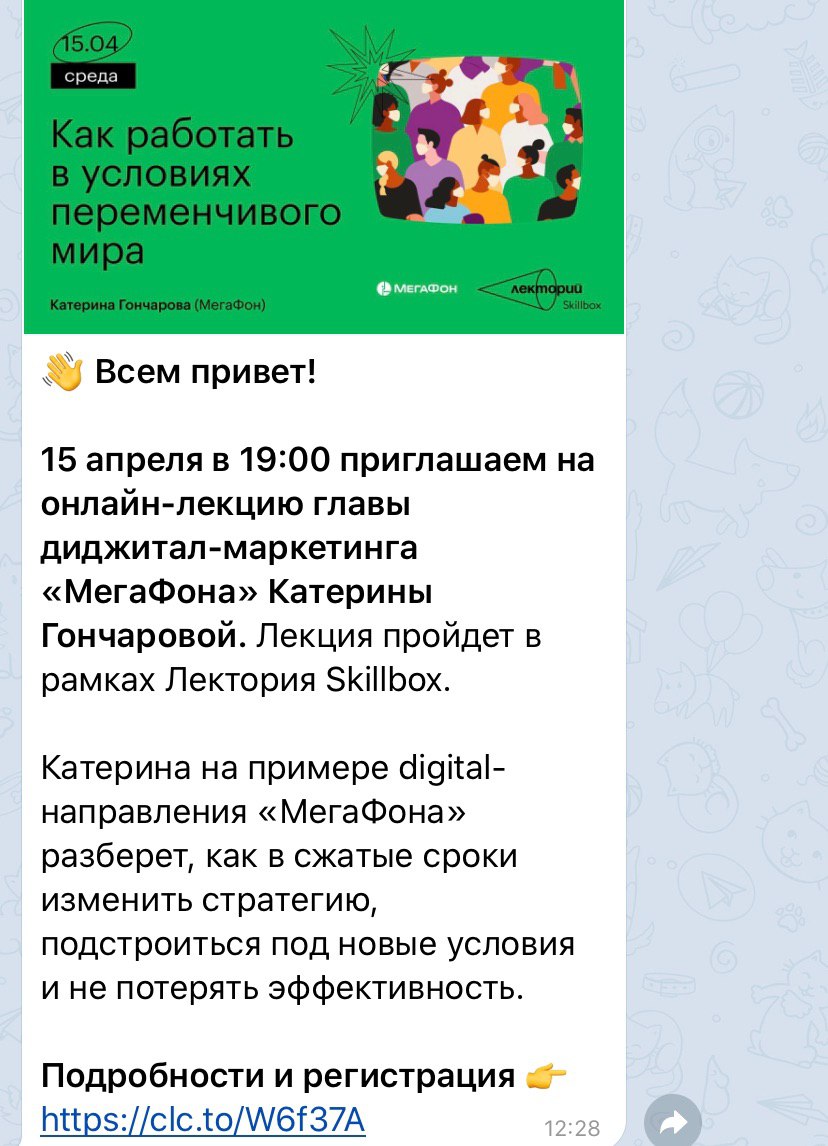 15.04
среда
Как работать
в условиях
переменчивого
мира
Катерина Гончарова (МегаФон)
МЕГАФОН
лекторий
Skillbox
👋 Всем привет!
15 апреля в 19:00 приглашаем на
онлайн-лекцию главы
диджитал-маркетинга
«МегаФона» Катерины
Гончаровой. Лекция пройдет в
рамках Лектория Skillbox.
Катерина на примере digital-
направления «МегаФона»
разберет, как в сжатые сроки
изменить стратегию,
подстроиться под новые условия
и не потерять эффективность.
Подробности и регистрация 👉
https://clc.to/W6f37A
12:28